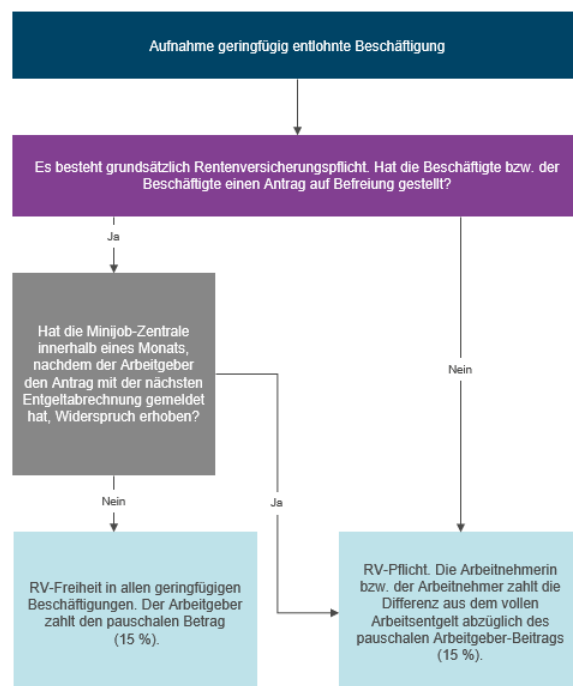 Aufnahme geringfügig entlohnte Beschäftigung
Es besteht grundsätzlich Rentenversicherungspflicht. Hat die Beschäftigte bzw. der
Beschäftigte einen Antrag auf Befreiung gestellt?
Ja
Hat die Minijob-Zentrale
innerhalb eines Monats,
nachdem der Arbeitgeber
den Antrag mit der nächsten
Entgeltabrechnung gemeldet
hat, Widerspruch erhoben?
Nein
Nein
Ja
RV-Freiheit in allen geringfügigen
Beschäftigungen. Der Arbeitgeber
zahlt den pauschalen Betrag
(15 %).
RV-Pflicht. Die Arbeitnehmerin
bzw. der Arbeitnehmer zahlt die
Differenz aus dem vollen
Arbeitsentgelt abzüglich des
pauschalen Arbeitgeber-Beitrags
(15 %).